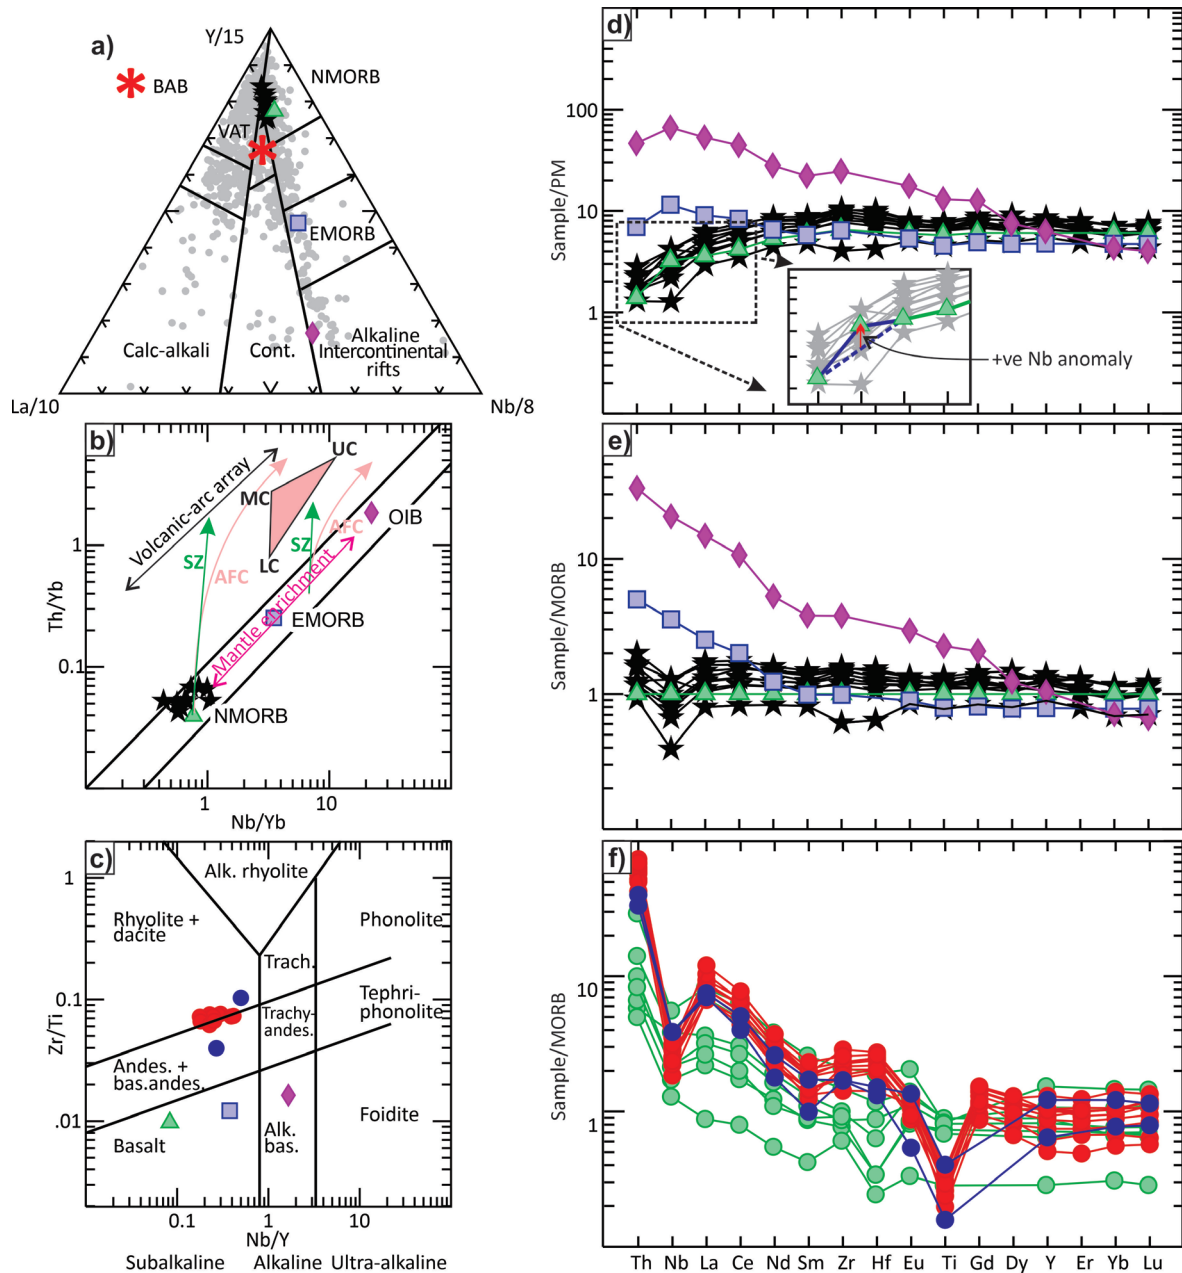 a)
Y/15
BAB
NMORB
VAT
EMORB
Calc-alkali
Cont.
Alkaline
Intercontinental
rifts
La/10
Nb/8
b)
Volcanic-arc array
UC
MC
LC
SZ
AFC
SZ
AFC
OIB
Mantle enrichment
EMORB
NMORB
Th/Yb
1
0.1
1
10
Nb/Yb
c)
Alk. rhyolite
Rhyolite +
dacite
Phonolite
Trach.
Tephri-
phonolite
Trachy-
andes.
Andes. +
bas.andes.
Foidite
Basalt
Alk.
bas.
Zr/Ti
1
0.1
.01
0.1
1
10
Nb/Y
Subalkaline
Alkaline
Ultra-alkaline
d)
Sample/PM
100
10
1
+ve Nb anomaly
e)
Sample/MORB
10
1
f)
Sample/MORB
10
1
Th Nb La Ce Nd Sm Zr Hf Eu Ti Gd Dy Y Er Yb Lu